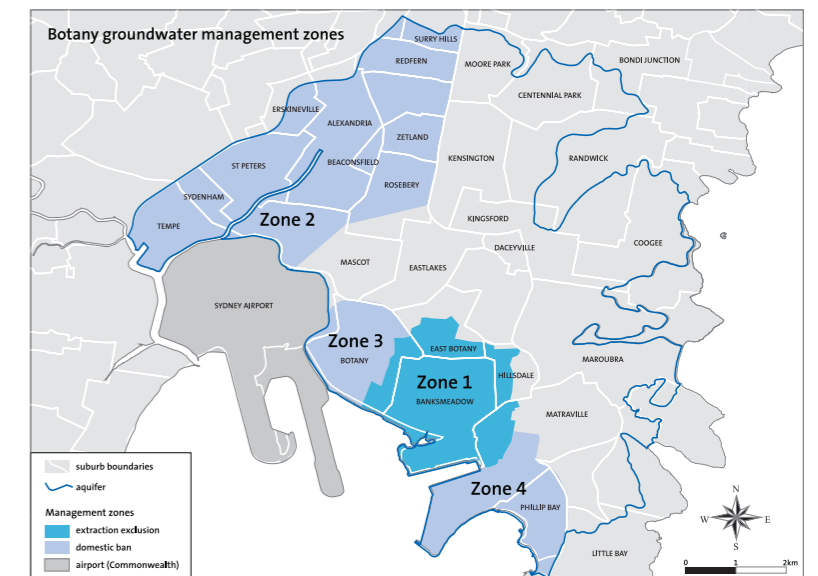 Botany groundwater management zones
SURRY HILLS
REDFERN
MOORE PARK
BONDI JUNCTION
CENTENNIAL PARK
ERSKINEVILLE
ALEXANDRIA
ZETLAND
ST PETERS
BEACONSFIELD
KENSINGTON
RANDWICK
ROSEBERY
SYDENHAM
TEMPE
Zone 2
KINGSFORD
DACEYVILLE
COOGEE
MASCOT
EASTLAKES
SYDNEY AIRPORT
Zone 3
BOTANY
EAST BOTANY
MAROUBRA
Zone 1
HILLSDALE
BANKSMEADOW
MATRAVILLE
Zone 4
PHILLIP BAY
LITTLE BAY
suburb boundaries
aquifer
Management zones
extraction exclusion
domestic ban
airport (Commonwealth)
N
W E
S
0 1 2km